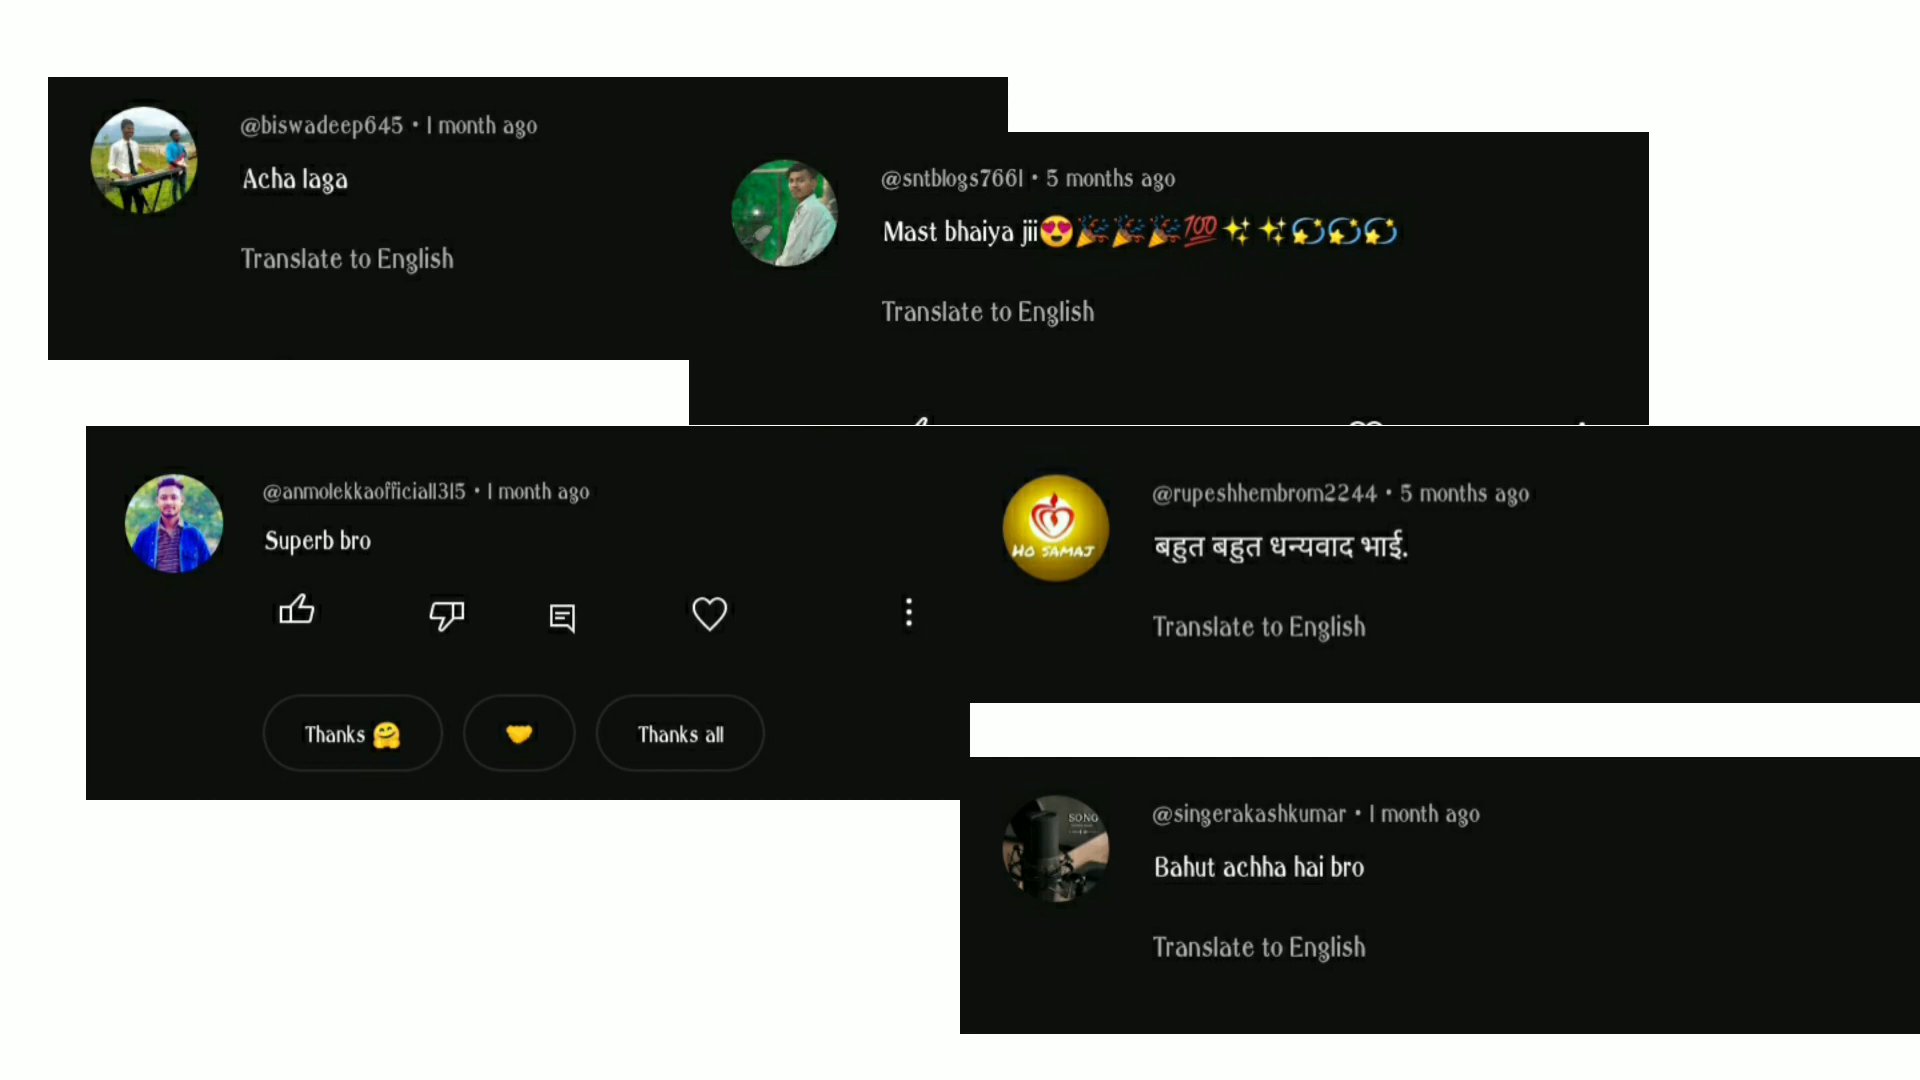 @biswadeep645 • 1 month ago
Acha laga
Translate to English
@sntblogs7661 • 5 months ago
Mast bhaiya jii😍🎉🎉🎉💯✨✨💫💫💫
Translate to English
@anmolekkaofficial1315 • 1 month ago
Superb bro
Thanks 🤗
🤝
Thanks all
HO SAMAJ
@rupeshhembrom2244 • 5 months ago
बहुत बहुत धन्यवाद भाई.
Translate to English
SONG
@singerakashkumar • 1 month ago
Bahut achha hai bro
Translate to English